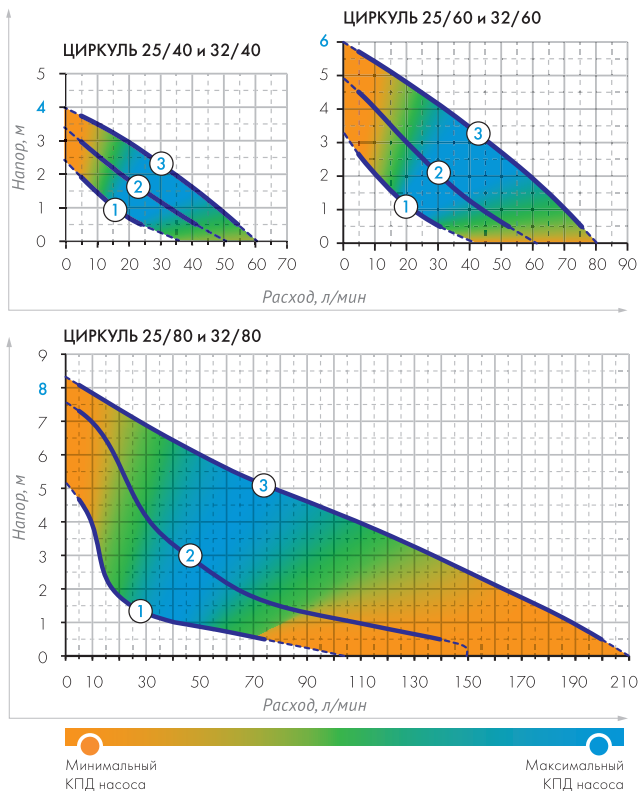 ЦИРКУЛЬ 25/40 и 32/40
Напор, м
5
4
3
2
1
0
1
2
3
0 10 20 30 40 50 60 70
ЦИРКУЛЬ 25/60 и 32/60
6
5
4
3
2
1
0
1
2
3
0 10 20 30 40 50 60 70 80 90
Расход, л/мин
ЦИРКУЛЬ 25/80 и 32/80
Напор, м
9
8
7
6
5
4
3
2
1
0
1
2
3
0 10 30 50 70 90 110 130 150 170 190 210
Расход, л/мин
Минимальный
КПД насоса
Максимальный
КПД насоса